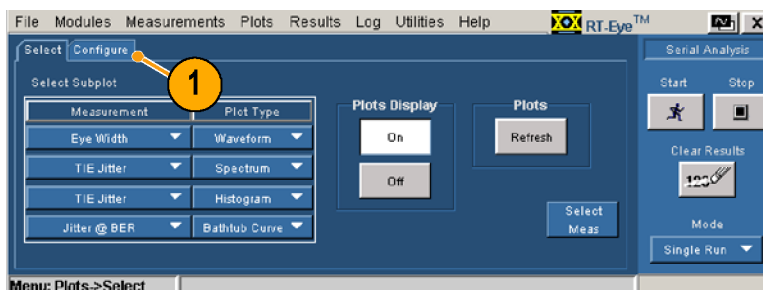 File Modules Measurements Plots Results Log Utilities Help RT-Eye™ X
Select Configure
1
Serial Analysis
Select Subplot
Start Stop
Measurement Plot Type
Plots Display
Plots
Eye Width Waveform
On
Refresh
TIE Jitter Spectrum
Off
Clear Results
123
TIE Jitter Histogram
Jitter @ BER Bathtub Curve
Select
Meas
Mode
Single Run
Menu: Plots->Select